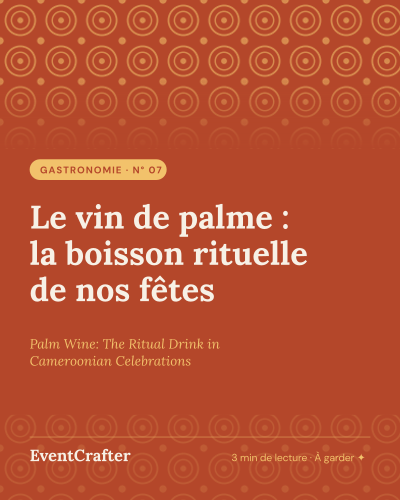 GASTRONOMIE · N° 07
Le vin de palme :
la boisson rituelle
de nos fêtes
Palm Wine: The Ritual Drink in
Cameroonian Celebrations
EventCrafter
3 min de lecture · À garder ✦